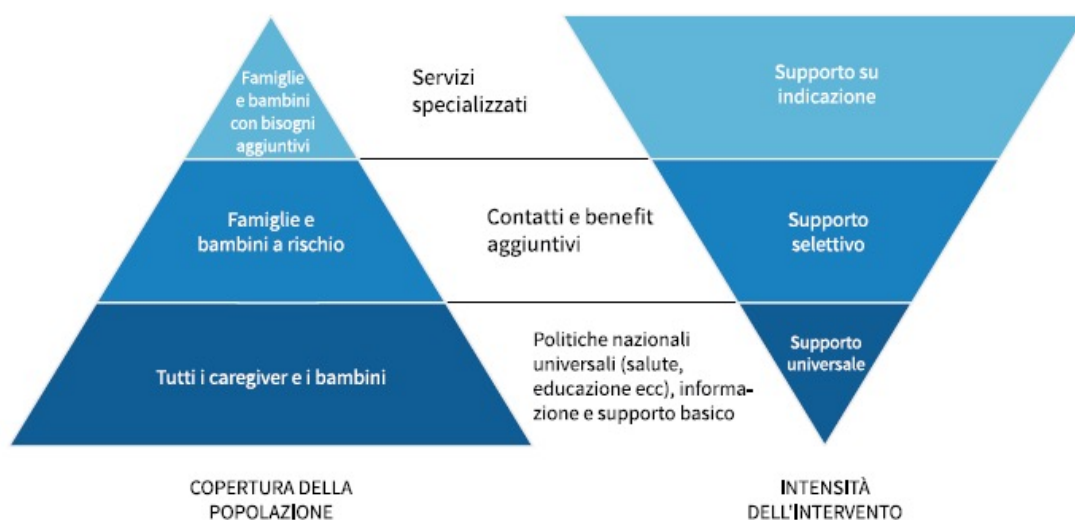 Famiglie
e bambini
con bisogni
aggiuntivi
Servizi
specializzati
Supporto su
indicazione
Famiglie e
bambini a rischio
Contatti e benefit
aggiuntivi
Supporto
selettivo
Tutti i caregiver e i bambini
Politiche nazionali
universali (salute,
educazione ecc), informa-
zione e supporto basico
Supporto
universale
COPERTURA DELLA
POPOLAZIONE
INTENSITÀ
DELL'INTERVENTO